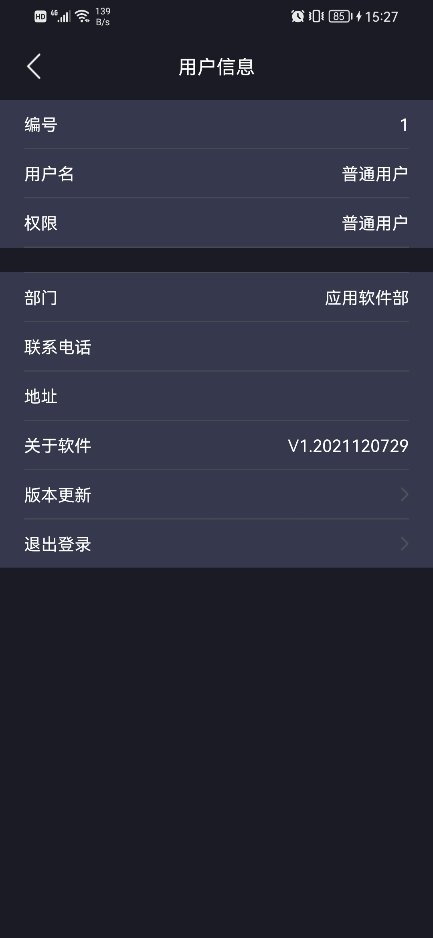 HD 4G 139 B/s 85 15:27
用户信息
编号 1
用户名 普通用户
权限 普通用户
部门 应用软件部
联系电话
地址
关于软件 V1.2021120729
版本更新
退出登录